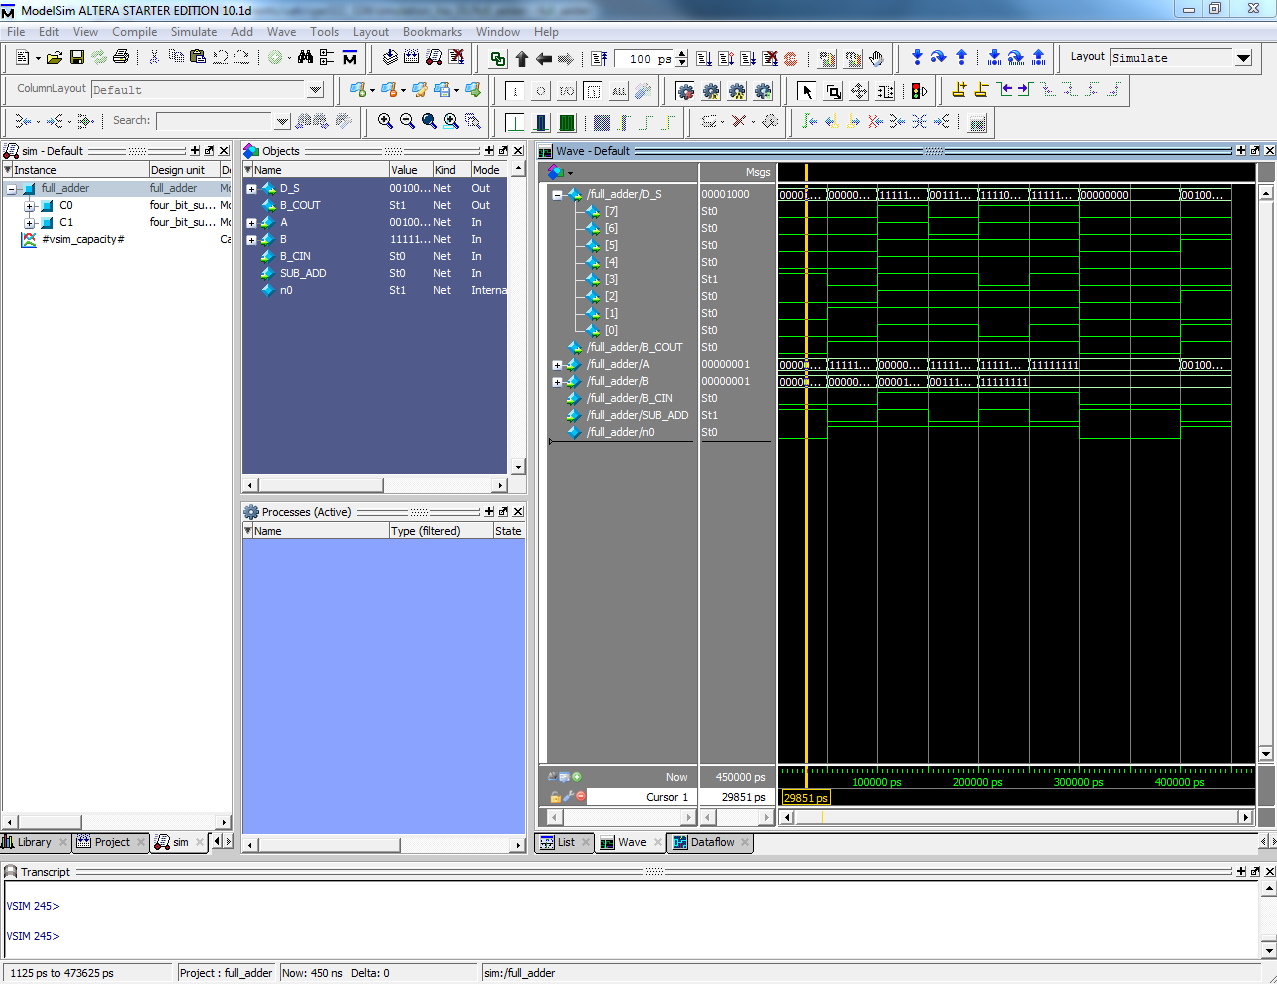 ModelSim ALTERA STARTER EDITION 10.1d
File Edit View Compile Simulate Add Wave Tools Layout Bookmarks Window Help
100 ps Layout Simulate
ColumnLayout Default
Search:
sim - Default
Instance Design unit
full_adder full_adder
C0 four_bit_su...
C1 four_bit_su...
#vsim_capacity#
Objects
Name Value Kind Mode
D_S 00100... Net Out
B_COUT St1 Net Out
A 00100... Net In
B 11111... Net In
B_CIN St0 Net In
SUB_ADD St0 Net In
n0 St1 Net Interna
Processes (Active)
Name Type (filtered) State
Wave - Default
Msgs
/full_adder/D_S 00001000 00000... 00000... 11111... 00111... 11110... 11111... 00000000 00100...
[7] St0
[6] St0
[5] St0
[4] St0
[3] St1
[2] St0
[1] St0
[0] St0
/full_adder/B_COUT St0
/full_adder/A 00000001 00000... 11111... 00000... 11111... 11111... 11111111 00100...
/full_adder/B 00000001 00000... 00000... 00001... 00111... 11111111
/full_adder/B_CIN St0
/full_adder/SUB_ADD St1
/full_adder/n0 St0
Now 450000 ps 100000 ps 200000 ps 300000 ps 400000 ps
Cursor 1 29851 ps 29851 ps
Library Project sim
List Wave Dataflow
Transcript
VSIM 245>
VSIM 245>
1125 ps to 473625 ps Project : full_adder Now: 450 ns Delta: 0 sim:/full_adder